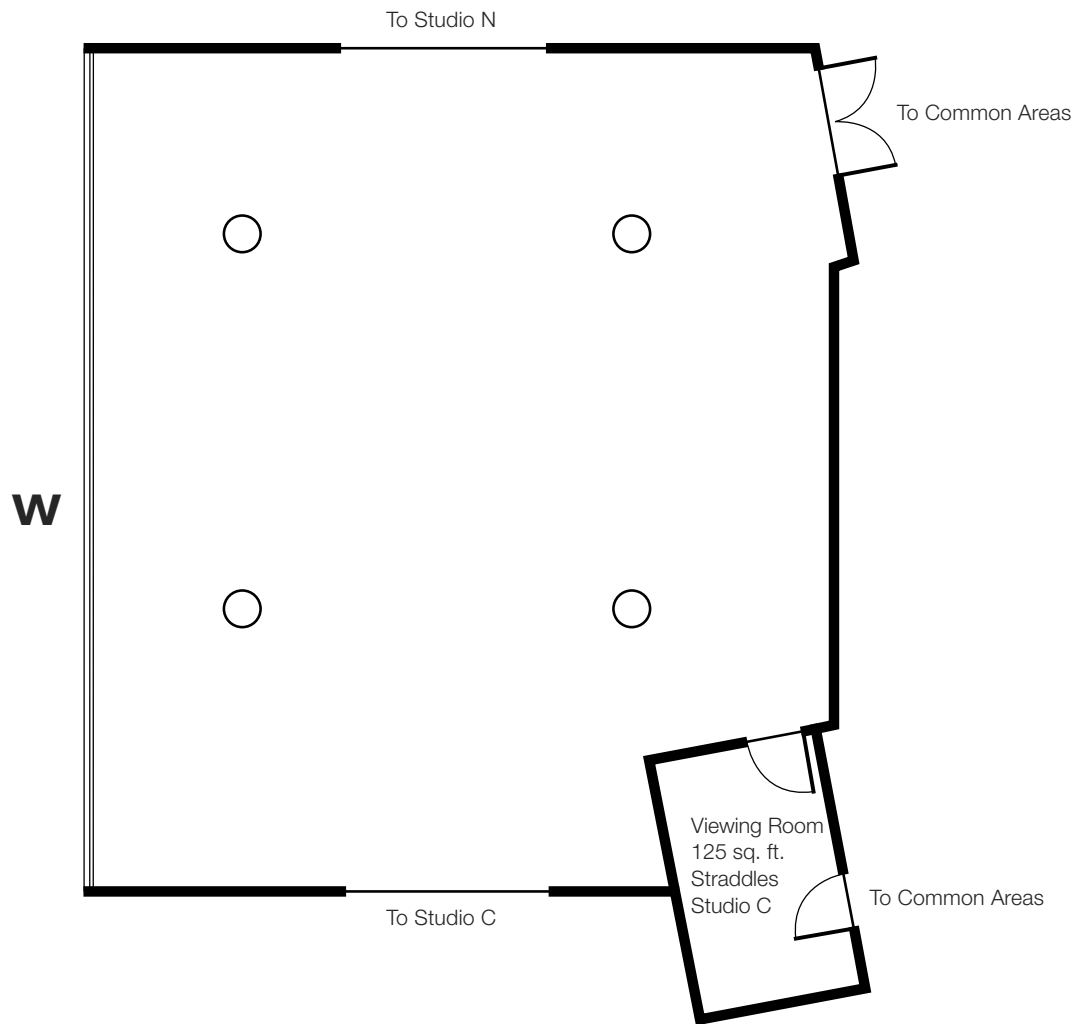 To Studio N
To Common Areas
W
Viewing Room
125 sq. ft.
Straddles
Studio C
To Common Areas
To Studio C